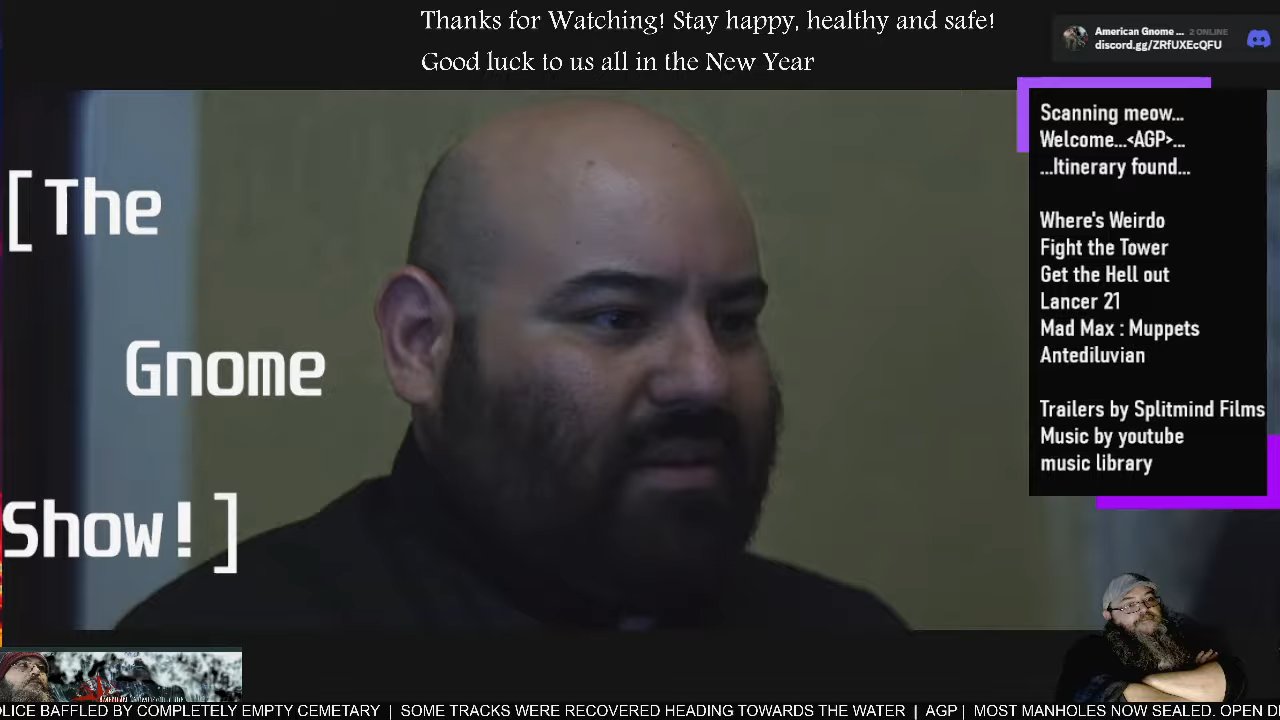 Thanks for Watching! Stay happy, healthy and safe!
Good luck to us all in the New Year
American Gnome ... 2 ONLINE
discord.gg/ZRfUXEcQFU
[The
Gnome
Show!]
Scanning meow...
Welcome...<AGP>...
...Itinerary found...
Where's Weirdo
Fight the Tower
Get the Hell out
Lancer 21
Mad Max : Muppets
Antediluvian
Trailers by Splitmind Films
Music by youtube
music library
OLICE BAFFLED BY COMPLETELY EMPTY CEMETARY | SOME TRACKS WERE RECOVERED HEADING TOWARDS THE WATER | AGP | MOST MANHOLES NOW SEALED. OPEN D